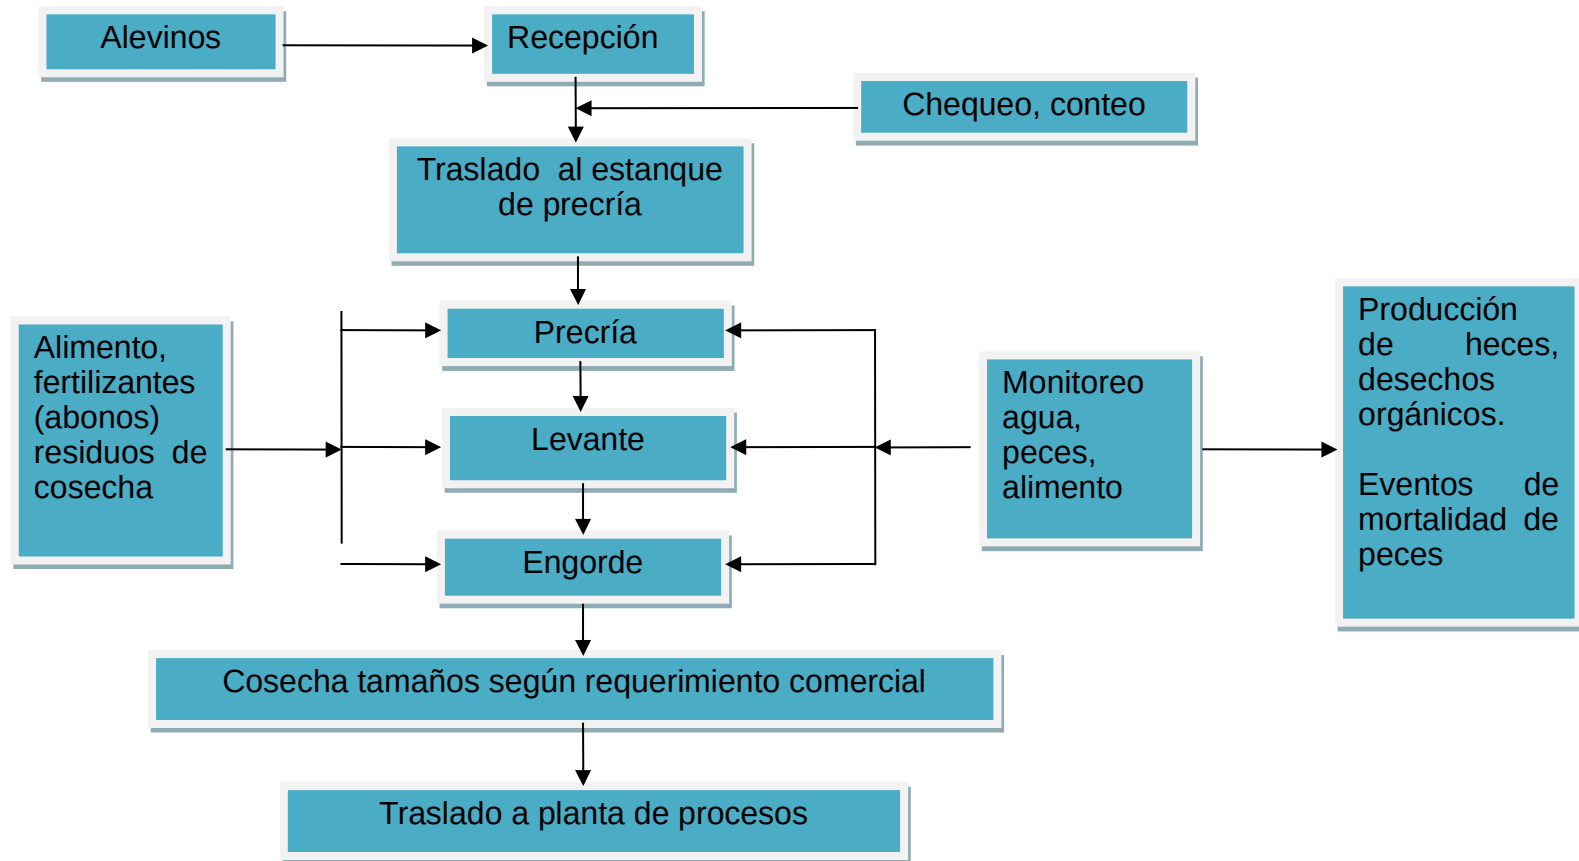 Alevinos
Recepción
Chequeo, conteo
Traslado al estanque
de precría
Alimento,
fertilizantes
(abonos)
residuos de
cosecha
Precría
Levante
Engorde
Monitoreo
agua,
peces,
alimento
Producción
de heces,
desechos
orgánicos.
Eventos de
mortalidad de
peces
Cosecha tamaños según requerimiento comercial
Traslado a planta de procesos